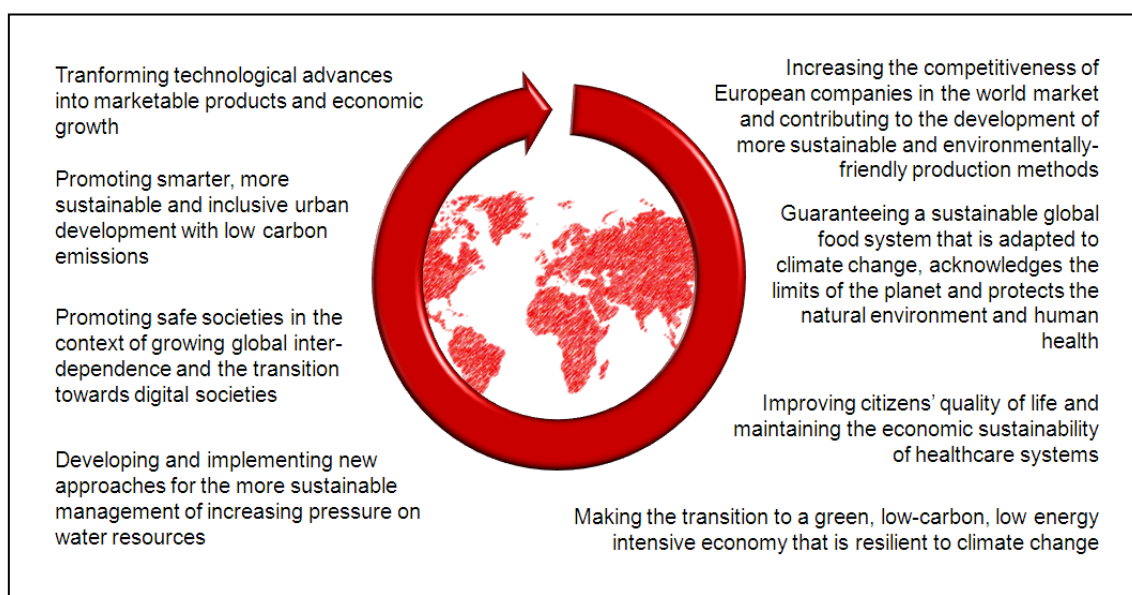 Tranforming technological advances
into marketable products and economic
growth
Promoting smarter, more
sustainable and inclusive urban
development with low carbon
emissions
Promoting safe societies in the
context of growing global inter-
dependence and the transition
towards digital societies
Developing and implementing new
approaches for the more sustainable
management of increasing pressure on
water resources
Increasing the competitiveness of
European companies in the world market
and contributing to the development of
more sustainable and environmentally-
friendly production methods
Guaranteeing a sustainable global
food system that is adapted to
climate change, acknowledges the
limits of the planet and protects the
natural environment and human
health
Improving citizens’ quality of life and
maintaining the economic sustainability
of healthcare systems
Making the transition to a green, low-carbon, low energy
intensive economy that is resilient to climate change